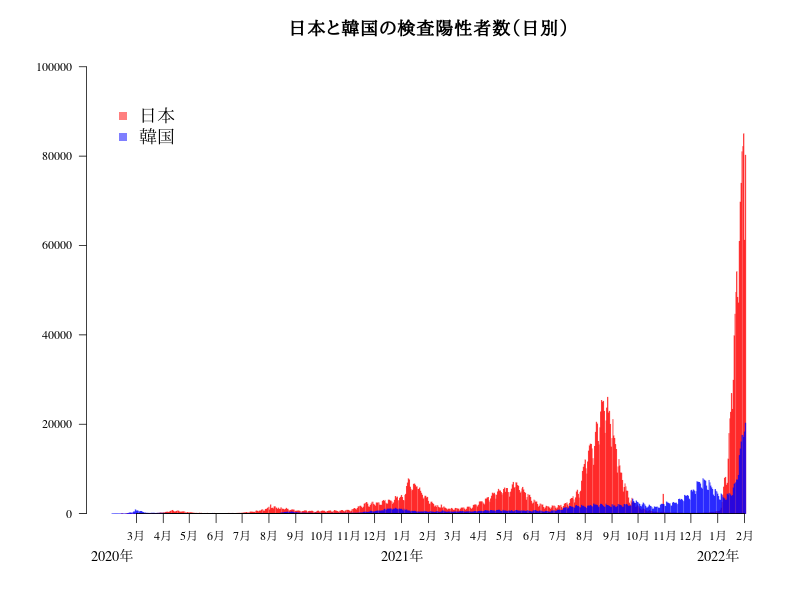 日本と韓国の検査陽性者数(日別)
100000
日本
韓国
80000
60000
40000
20000
0
3月 4月 5月 6月 7月 8月 9月 10月 11月 12月 1月 2月 3月 4月 5月 6月 7月 8月 9月 10月 11月 12月 1月 2月
2020年 2021年 2022年